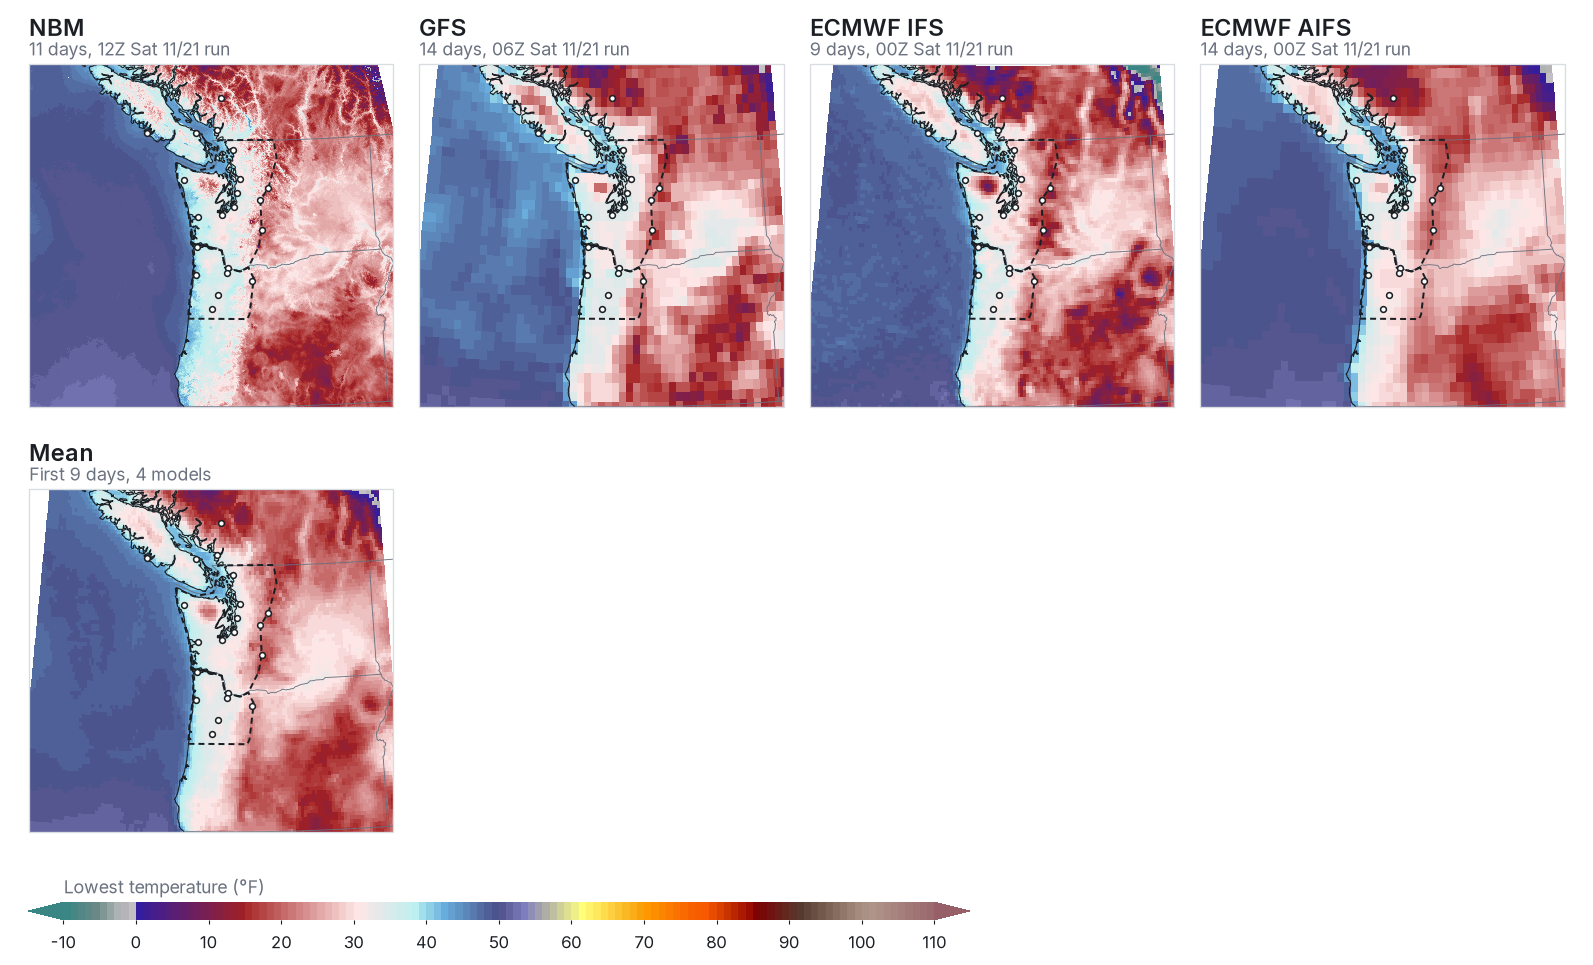 NBM
11 days, 12Z Sat 11/21 run
GFS
14 days, 06Z Sat 11/21 run
ECMWF IFS
9 days, 00Z Sat 11/21 run
ECMWF AIFS
14 days, 00Z Sat 11/21 run
Mean
First 9 days, 4 models
Lowest temperature (°F)
-10 0 10 20 30 40 50 60 70 80 90 100 110